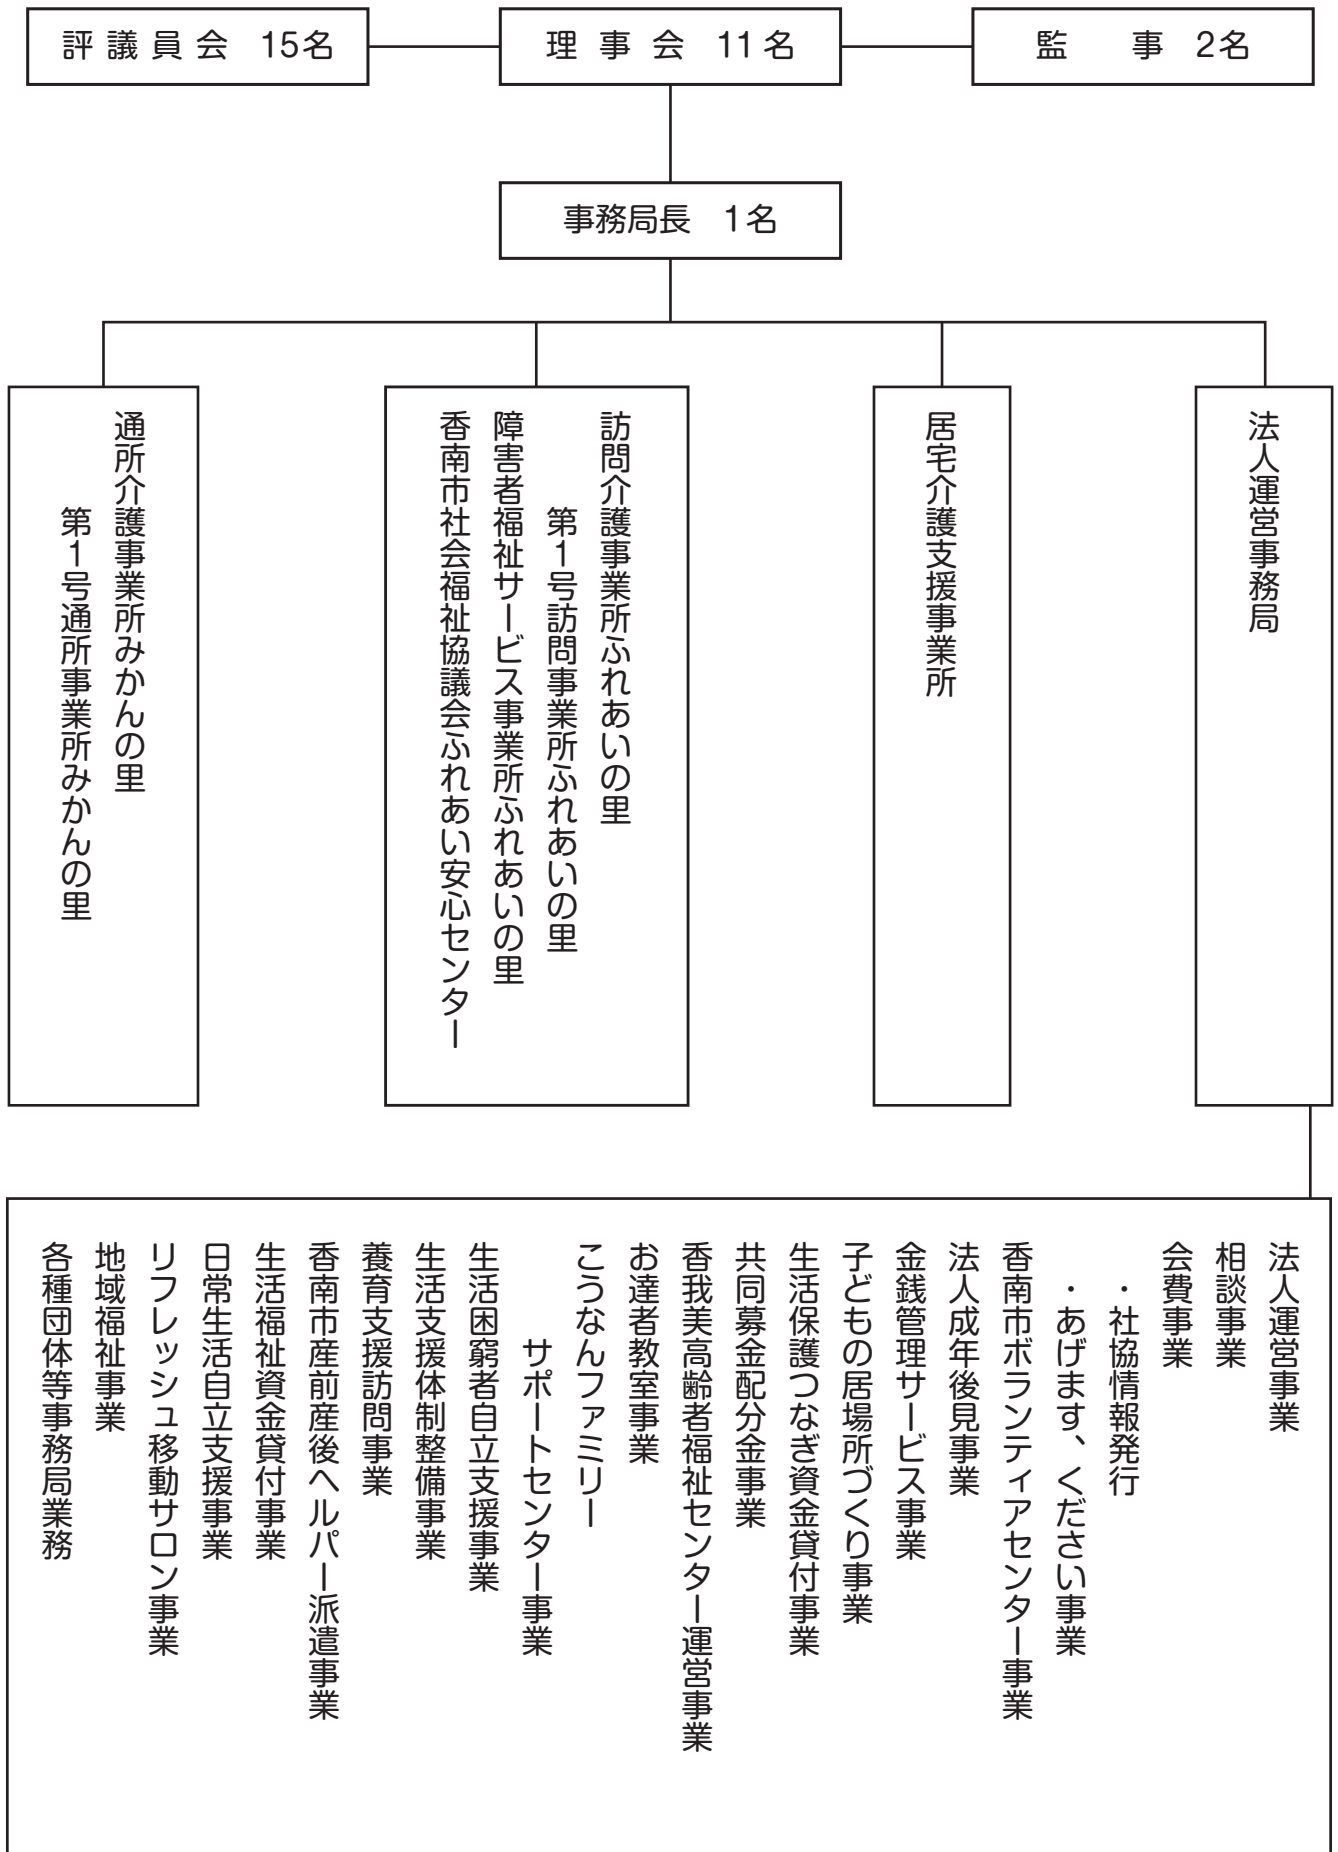 評議員会 15名
理事会 11名
監事 2名
事務局長 1名
法人運営事務局
居宅介護支援事業所
訪問介護事業所ふれあいの里
第1号訪問事業所ふれあいの里
障害者福祉サービス事業所ふれあいの里
香南市社会福祉協議会ふれあい安心センター
通所介護事業所みかんの里
第1号通所事業所みかんの里
法人運営事業
相談事業
会費事業
・社協情報発行
・あげます、ください事業
香南市ボランティアセンター事業
法人成年後見事業
金銭管理サービス事業
子どもの居場所づくり事業
生活保護つなぎ資金貸付事業
共同募金配分金事業
香我美高齢者福祉センター運営事業
お達者教室事業
こうなんファミリー
サポートセンター事業
生活困窮者自立支援事業
生活支援体制整備事業
養育支援訪問事業
香南市産前産後ヘルパー派遣事業
生活福祉資金貸付事業
日常生活自立支援事業
リフレッシュ移動サロン事業
地域福祉事業
各種団体等事務局業務